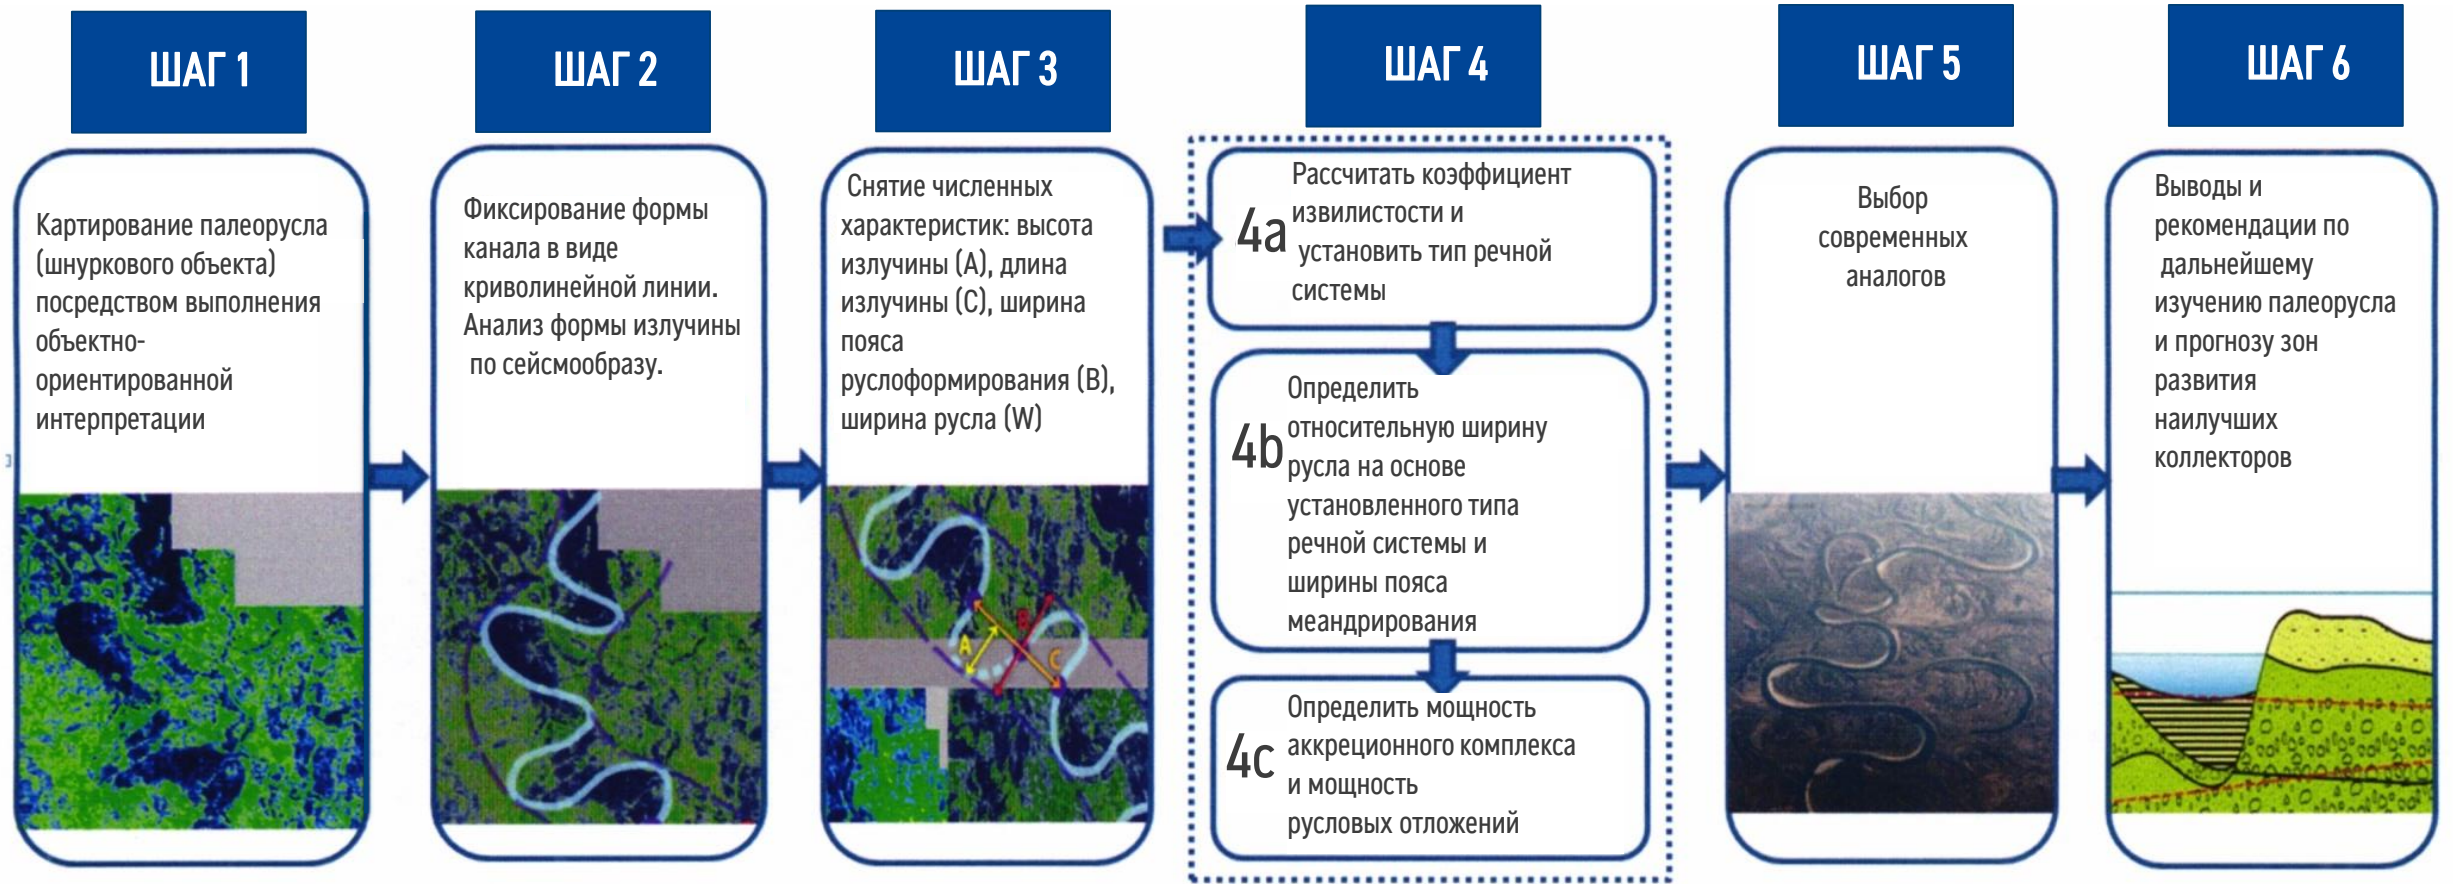 ШАГ 1
Картирование палеорусла
(шнуркового объекта)
посредством выполнения
объектно-
ориентированной
интерпретации
ШАГ 2
Фиксирование формы
канала в виде
криволинейной линии.
Анализ формы излучины
по сейсмообразу.
ШАГ 3
Снятие численных
характеристик: высота
излучины (А), длина
излучины (С), ширина
пояса
руслоформирования (В),
ширина русла (W)
A
B
C
ШАГ 4
4a
Рассчитать коэффициент
извилистости и
установить тип речной
системы
4b
Определить
относительную ширину
русла на основе
установленного типа
речной системы и
ширины пояса
меандрирования
4c
Определить мощность
аккреционного комплекса
и мощность
русловых отложений
ШАГ 5
Выбор
современных
аналогов
ШАГ 6
Выводы и
рекомендации по
дальнейшему
изучению палеорусла
и прогнозу зон
развития
наилучших
коллекторов